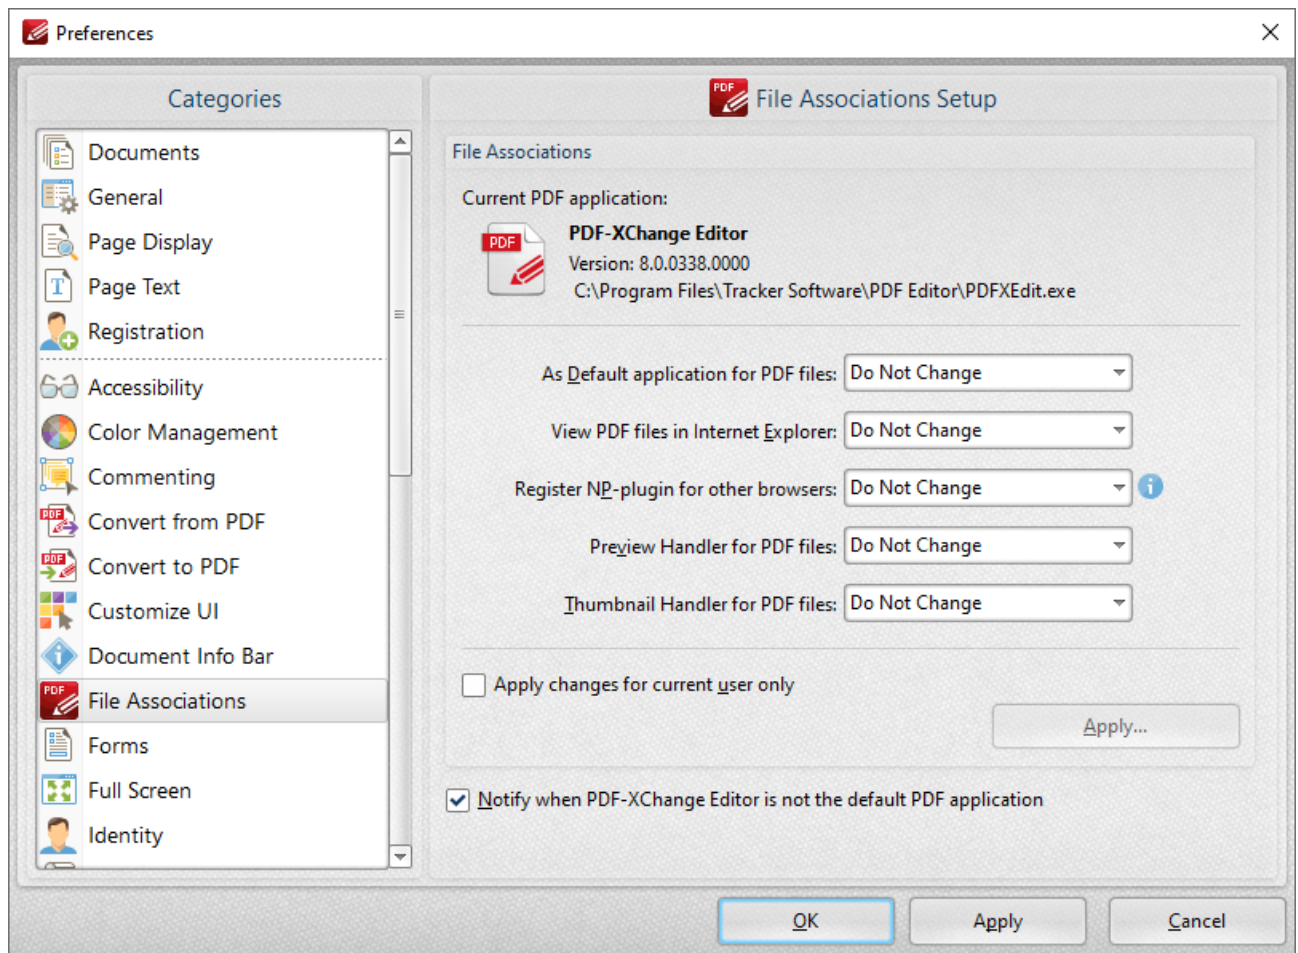 Preferences
Categories
Documents
General
Page Display
Page Text
Registration
Accessibility
Color Management
Commenting
Convert from PDF
Convert to PDF
Customize UI
Document Info Bar
File Associations
Forms
Full Screen
Identity
File Associations Setup
File Associations
Current PDF application:
PDF-XChange Editor
Version: 8.0.0338.0000
C:\Program Files\Tracker Software\PDF Editor\PDFXEdit.exe
As Default application for PDF files: Do Not Change
View PDF files in Internet Explorer: Do Not Change
Register NP-plugin for other browsers: Do Not Change
Preview Handler for PDF files: Do Not Change
Thumbnail Handler for PDF files: Do Not Change
Apply changes for current user only
Apply...
Notify when PDF-XChange Editor is not the default PDF application
OK Apply Cancel